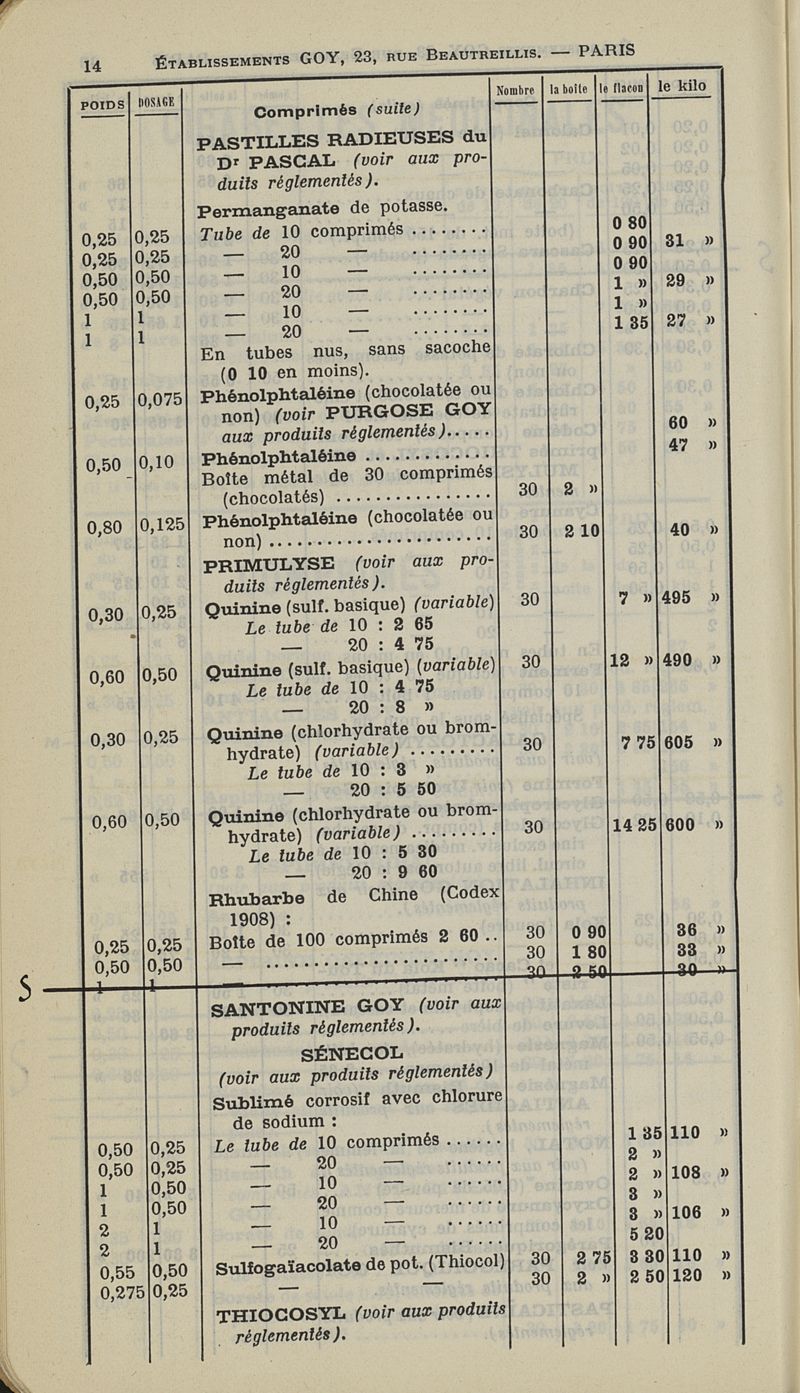 14 ÉTABLISSEMENTS GOY, 23, RUE BEAUTREILLIS. — PARIS
POIDS DOSAGE Comprimés (suite) Nombre la boîte le flacon le kilo
PASTILLES RADIEUSES du
Dr PASCAL (voir aux pro-
duits réglementés).
Permanganate de potasse.
0,25 0,25 Tube de 10 comprimés ........ 0 80
0,25 0,25 — 20 — ........ 0 90 31 »
0,50 0,50 — 10 — ........ 0 90
0,50 0,50 — 20 — ........ 1 » 29 »
1 1 — 10 — ........ 1 »
1 1 — 20 — ........ 1 35 27 »
En tubes nus, sans sacoche
(0 10 en moins).
0,25 0,075 Phénolphtaléine (chocolatée ou
non) (voir PURGOSE GOY
aux produits réglementés)..... 60 »
0,50 0,10 Phénolphtaléine ............. 47 »
Boîte métal de 30 comprimés
(chocolatés) ................ 30 2 »
0,80 0,125 Phénolphtaléine (chocolatée ou
non) ....................... 30 2 10 40 »
PRIMULYSE (voir aux pro-
duits réglementés).
0,30 0,25 Quinine (sulf. basique) (variable) 30 7 » 495 »
Le tube de 10 : 2 65
— 20 : 4 75
0,60 0,50 Quinine (sulf. basique) (variable) 30 12 » 490 »
Le tube de 10 : 4 75
— 20 : 8 »
0,30 0,25 Quinine (chlorhydrate ou brom-
hydrate) (variable) ......... 30 7 75 605 »
Le tube de 10 : 3 »
— 20 : 5 50
0,60 0,50 Quinine (chlorhydrate ou brom-
hydrate) (variable) ......... 30 14 25 600 »
Le tube de 10 : 5 30
— 20 : 9 60
Rhubarbe de Chine (Codex
1908) :
0,25 0,25 Boîte de 100 comprimés 2 60 .. 30 0 90 36 »
0,50 0,50 — ....................... 30 1 80 33 »
S 1 1 — 30 2 50 30 »
SANTONINE GOY (voir aux
produits réglementés).
SÉNECOL
(voir aux produits réglementés)
Sublimé corrosif avec chlorure
de sodium :
0,50 0,25 Le tube de 10 comprimés ...... 1 35 110 »
0,50 0,25 — 20 — ...... 2 »
1 0,50 — 10 — ...... 2 » 108 »
1 0,50 — 20 — ...... 3 »
2 1 — 10 — ...... 3 » 106 »
2 1 — 20 — ...... 5 20
0,55 0,50 Sulfogaïacolate de pot. (Thiocol) 30 2 75 3 30 110 »
0,275 0,25 — — 30 2 » 2 50 120 »
THIOCOSYL (voir aux produits
réglementés).